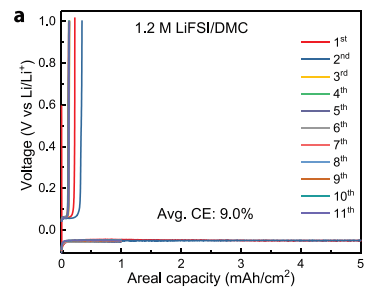 a
1.2 M LiFSI/DMC
1st
2nd
3rd
4th
5th
6th
7th
8th
9th
10th
11th
Avg. CE: 9.0%
Voltage (V vs Li/Li⁺)
1.0
0.8
0.6
0.4
0.2
0.0
0 1 2 3 4 5
Areal capacity (mAh/cm²)